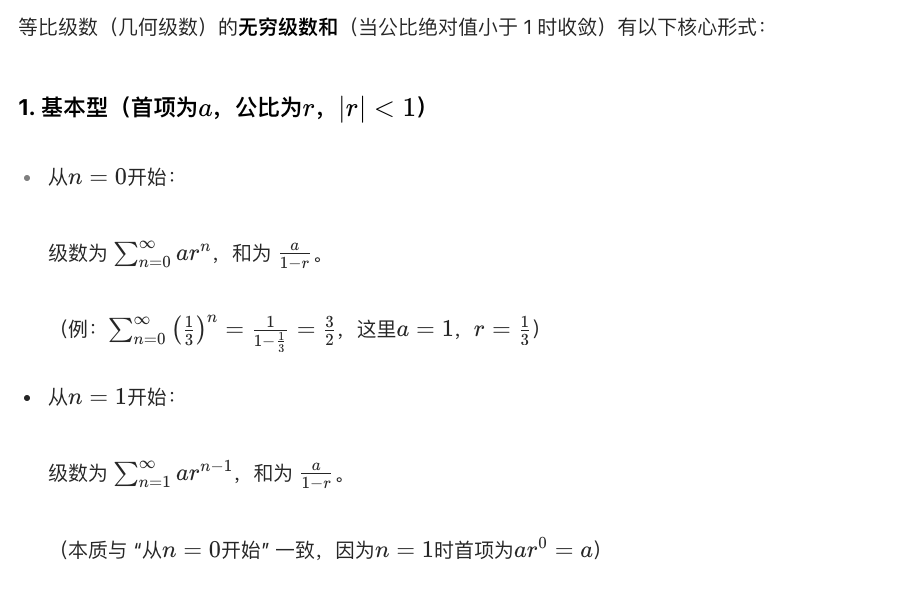 等比级数（几何级数）的无穷级数和（当公比绝对值小于 1 时收敛）有以下核心形式：
1. 基本型（首项为$a$，公比为$r$，$|r| < 1$）
• 从$n = 0$开始：
级数为 $\sum_{n=0}^{\infty} ar^n$，和为 $\frac{a}{1-r}$。
（例：$\sum_{n=0}^{\infty} \left(\frac{1}{3}\right)^n = \frac{1}{1-\frac{1}{3}} = \frac{3}{2}$，这里$a = 1$，$r = \frac{1}{3}$）
• 从$n = 1$开始：
级数为 $\sum_{n=1}^{\infty} ar^{n-1}$，和为 $\frac{a}{1-r}$。
（本质与 “从$n = 0$开始” 一致，因为$n = 1$时首项为$ar^0 = a$）